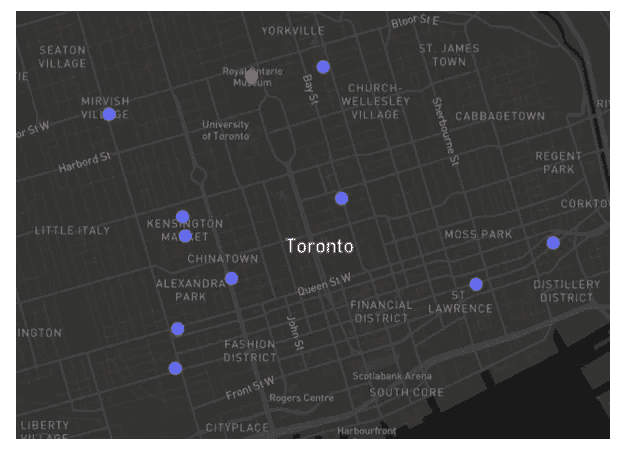 YORKVILLE
Bloor St E
SEATON
VILLAGE
ST. JAMES
TOWN
Royal Ontario
Museum
Bay St
CHURCH-
WELLESLEY
VILLAGE
MIRVISH
VILLAGE
Sherbourne St
CABBAGETOWN
University
of Toronto
or St W
Harbord St
REGENT
PARK
CORKTO
LITTLE ITALY
KENSINGTON
MARKET
MOSS PARK
Toronto
CHINATOWN
ALEXANDRA
PARK
Queen St W
DISTILLERY
DISTRICT
ST.
LAWRENCE
FINANCIAL
DISTRICT
INGTON
John St
FASHION
DISTRICT
Scotiabank Arena
Front St W
SOUTH CORE
Rogers Centre
LIBERTY
VILLAGE
CITYPLACE
Harbourfront